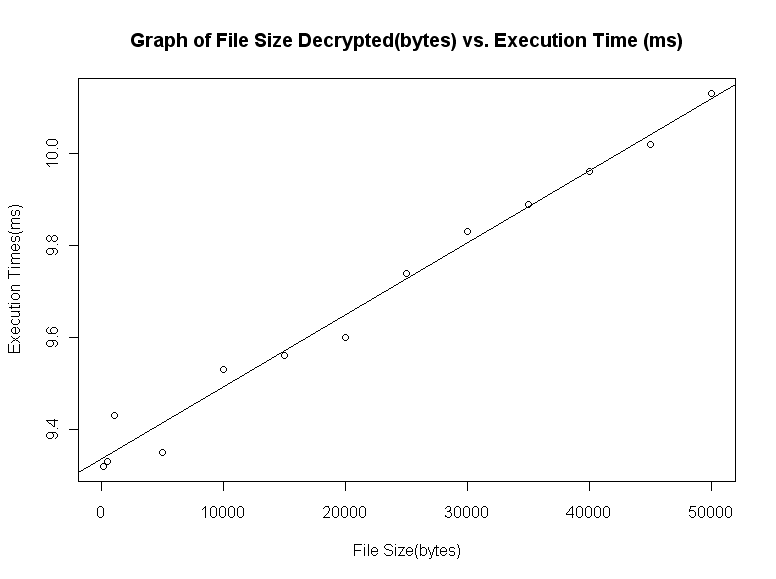 Graph of File Size Decrypted(bytes) vs. Execution Time (ms)
Execution Times(ms)
10.0
9.8
9.6
9.4
0 10000 20000 30000 40000 50000
File Size(bytes)